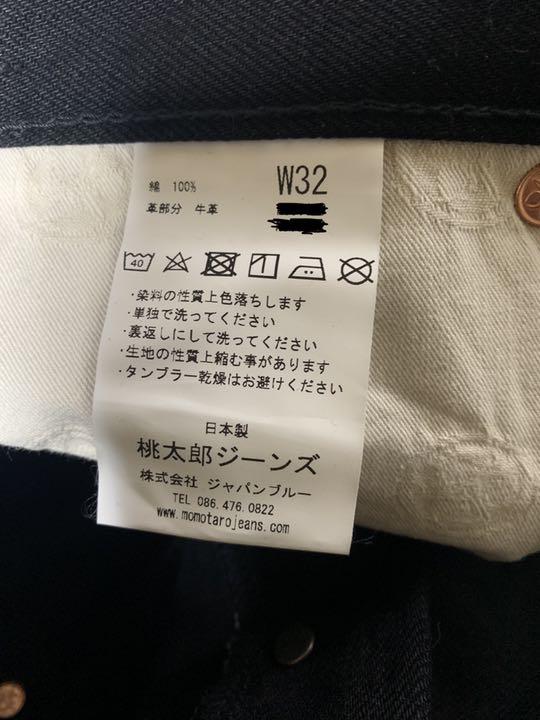 綿 100%
W32
革部分 牛革
40
・染料の性質上色落ちします
・単独で洗ってください
・裏返しにして洗ってください
・生地の性質上縮む事があります
・タンブラー乾燥はお避けください
日本製
桃太郎ジーンズ
株式会社 ジャパンブルー
TEL 086.476.0822
www.momotarojeans.com